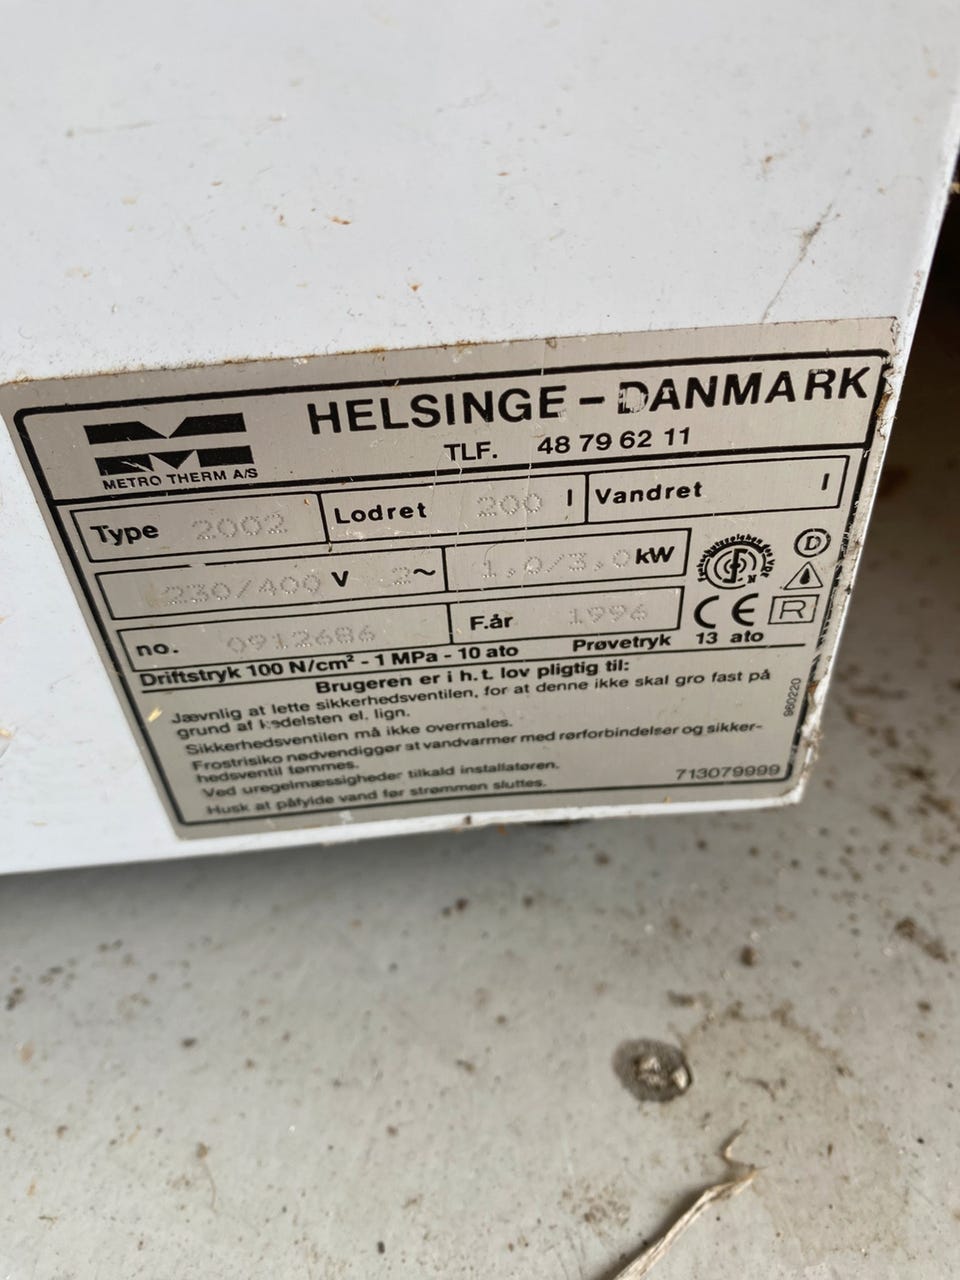 HELSINGE - DANMARK
METRO THERM A/S
TLF. 48 79 62 11
Type 2002 Lodret 200 l Vandret l
230/400 V 2~ 1,0/3,0 kW
no. 0912686 F.år 1996
D
N
CE R
Driftstryk 100 N/cm² - 1 MPa - 10 ato Prøvetryk 13 ato
Brugeren er i h. t. lov pligtig til:
Jævnlig at lette sikkerhedsventilen, for at denne ikke skal gro fast på
grund af kedelsten el. lign.
Sikkerhedsventilen må ikke overmales.
Frostrisiko nødvendiggør at vandvarmer med rørforbindelser og sikker-
hedsventil tømmes.
Ved uregelmæssigheder tilkald installatøren.
Husk at påfylde vand før strømmen sluttes.
713079999
960220